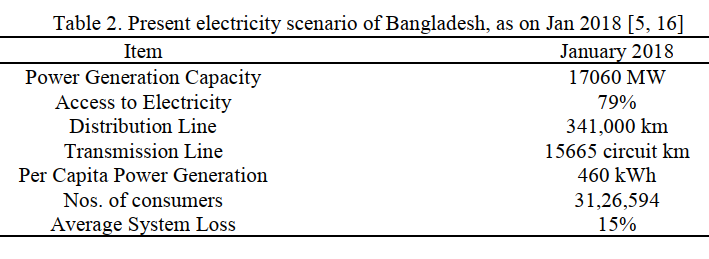 Table 2. Present electricity scenario of Bangladesh, as on Jan 2018 [5, 16]
Item January 2018
Power Generation Capacity 17060 MW
Access to Electricity 79%
Distribution Line 341,000 km
Transmission Line 15665 circuit km
Per Capita Power Generation 460 kWh
Nos. of consumers 31,26,594
Average System Loss 15%